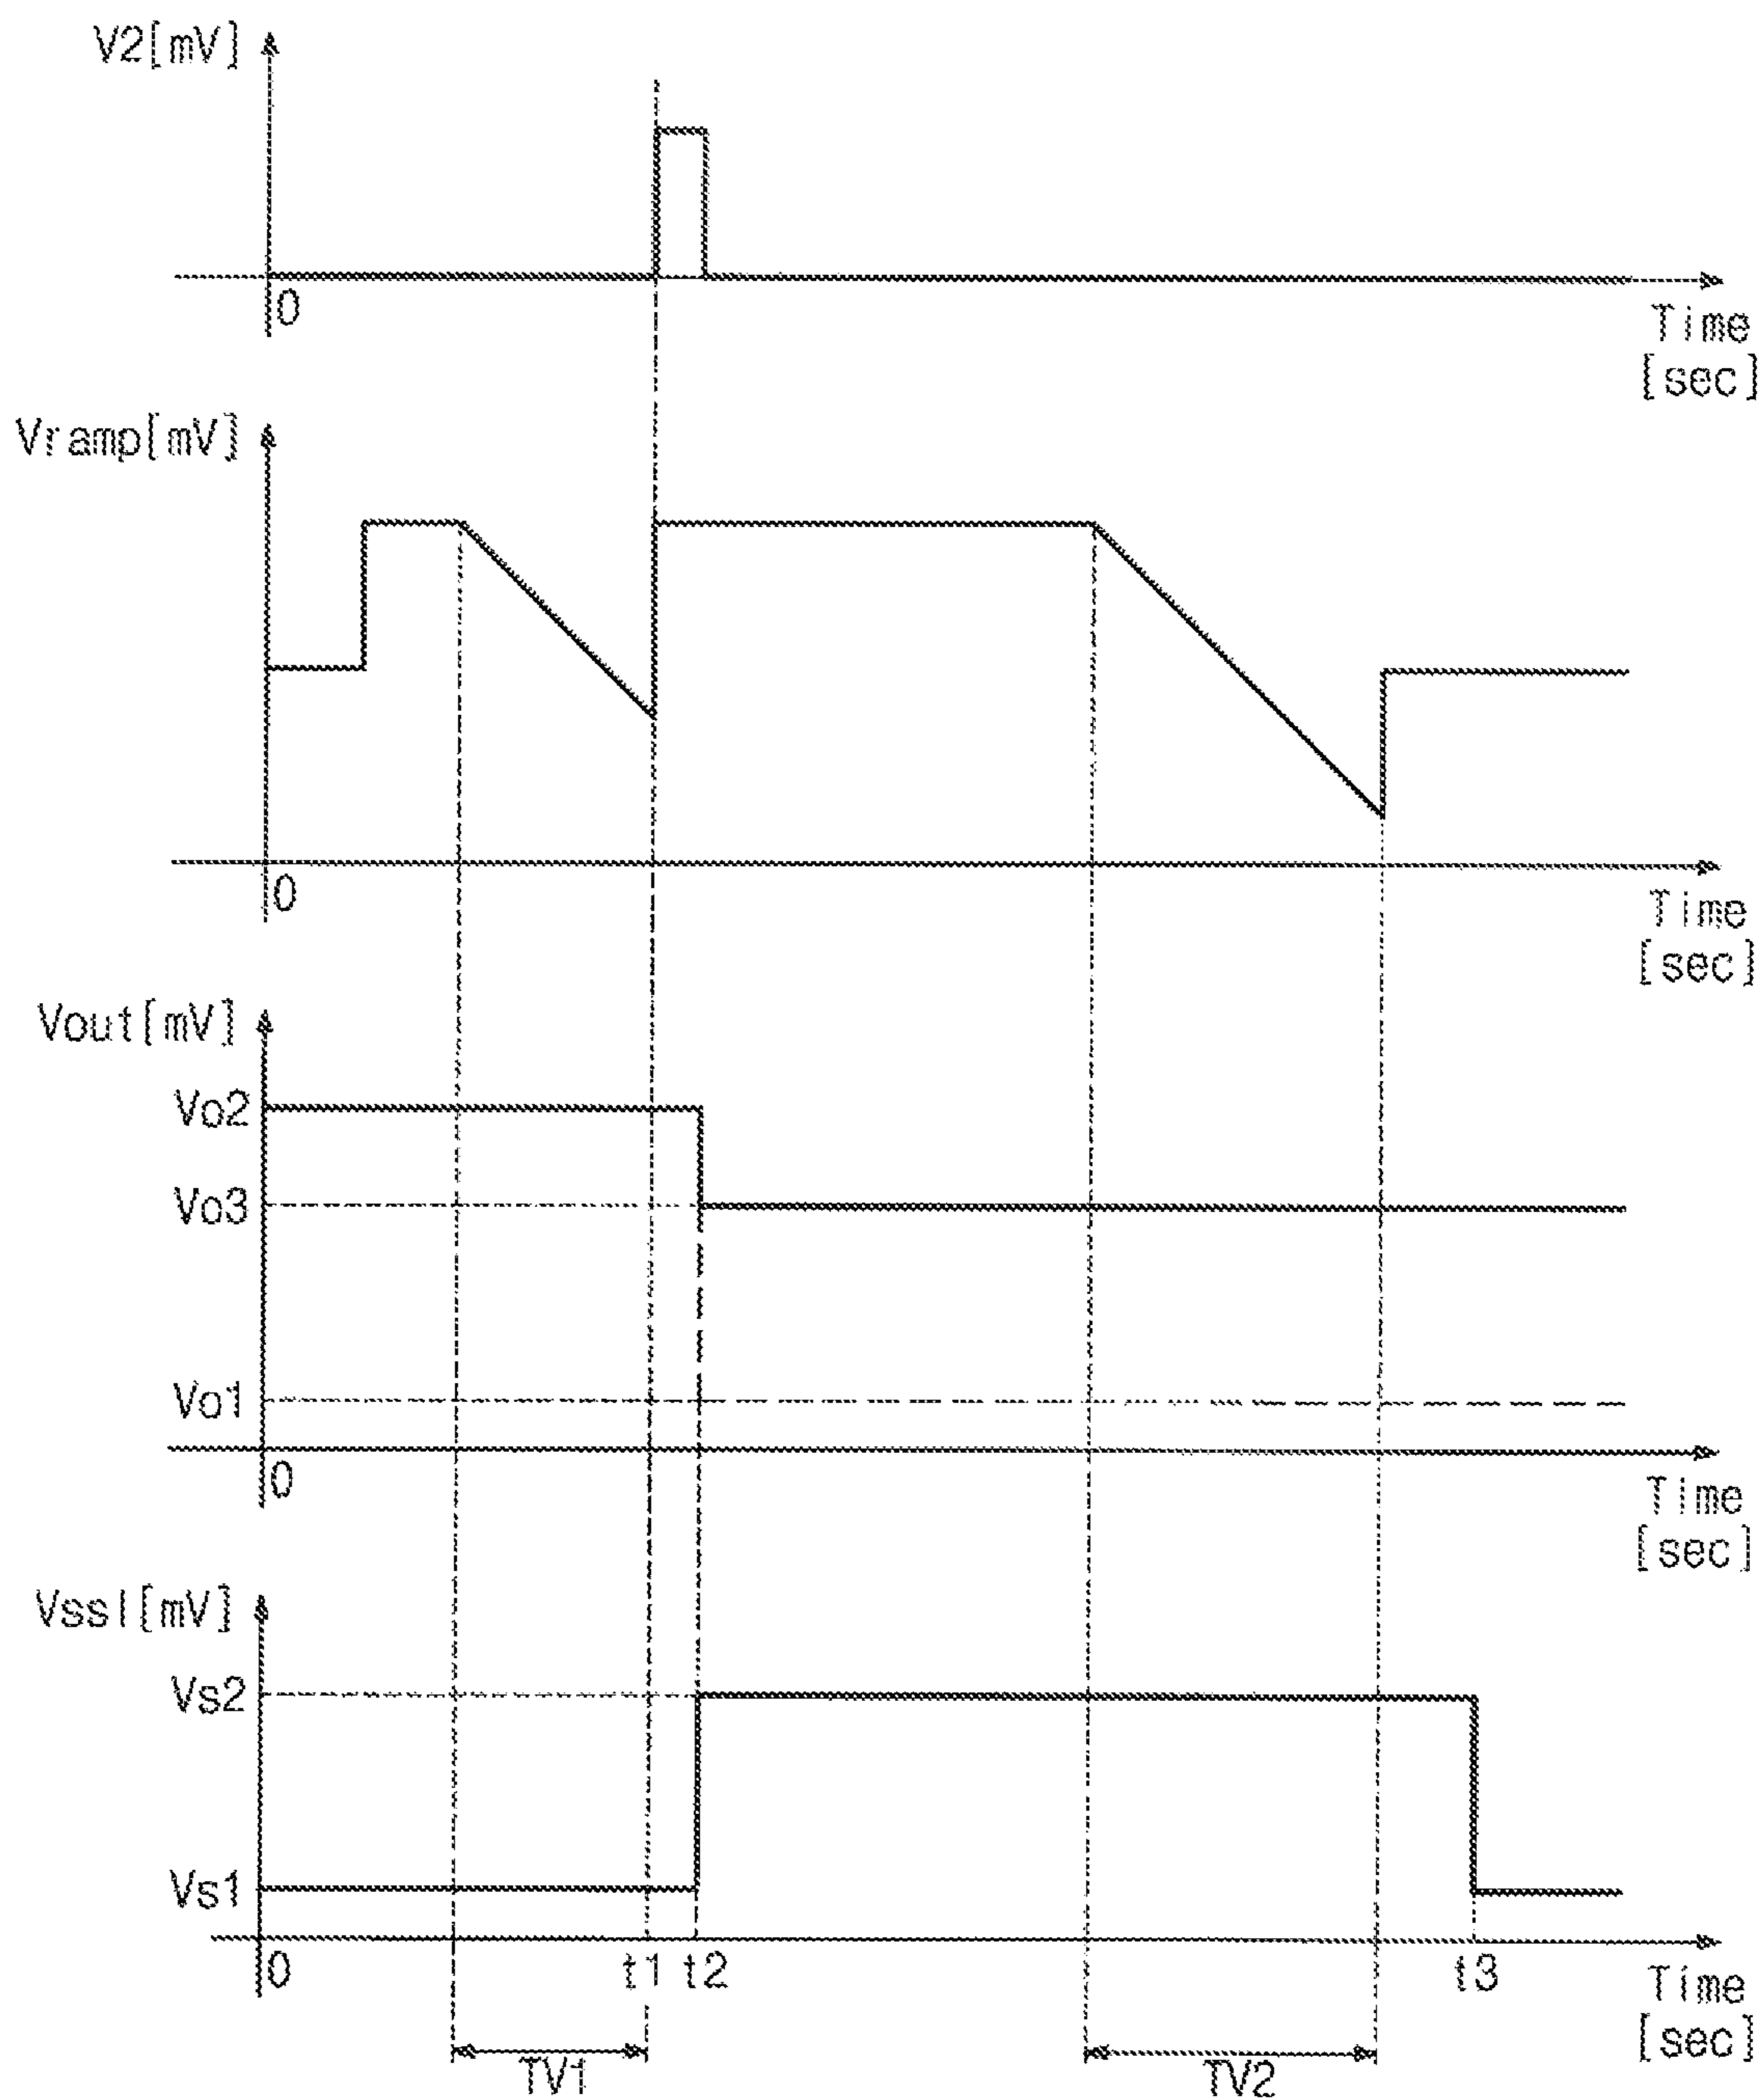 V2[mV]
0
Time
[sec]
Vramp[mV]
0
Time
[sec]
Vout[mV]
Vo2
Vo3
Vo1
0
Time
[sec]
Vssl[mV]
Vs2
Vs1
0
t1
t2
t3
Time
[sec]
TV1
TV2